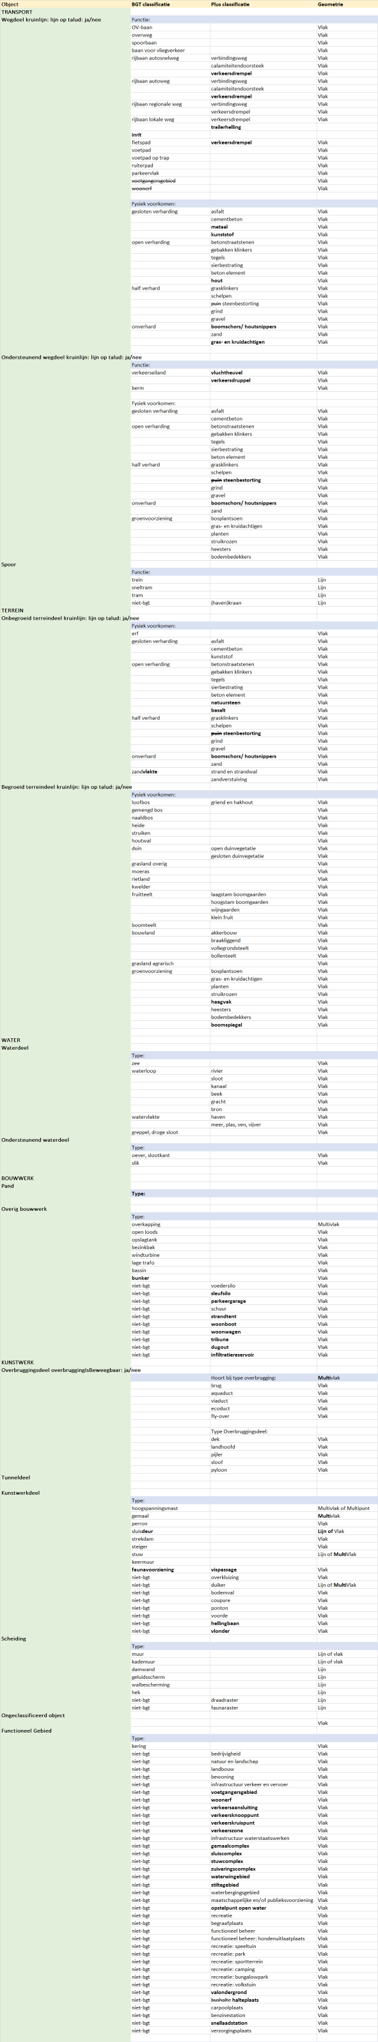 Object BGT classificatie Plus classificatie Geometrie
TRANSPORT
Wegdeel kruinlijn: lijn op talud: ja/nee Functie:
OV-baan Vlak
overweg Vlak
spoorbaan Vlak
baan voor vliegverkeer Vlak
rijbaan autosnelweg verbindingsweg Vlak
calamiteitendoorsteek Vlak
verkeersdrempel Vlak
rijbaan autoweg verbindingsweg Vlak
calamiteitendoorsteek Vlak
verkeersdrempel Vlak
rijbaan regionale weg verbindingsweg Vlak
verkeersdrempel Vlak
rijbaan lokale weg verkeersdrempel Vlak
trailerhelling
inrit
fietspad verkeersdrempel Vlak
voetpad Vlak
voetpad op trap Vlak
ruiterpad Vlak
parkeervlak Vlak
voetgangersgebied Vlak
woonerf Vlak
Fysiek voorkomen:
gesloten verharding asfalt Vlak
cementbeton Vlak
metaal Vlak
kunststof Vlak
open verharding betonstraatstenen Vlak
gebakken klinkers Vlak
tegels Vlak
sierbestrating Vlak
beton element Vlak
hout Vlak
half verhard grasklinkers Vlak
schelpen Vlak
puin steenbestorting Vlak
grind Vlak
gravel Vlak
onverhard boomschors/ houtsnippers Vlak
zand Vlak
gras- en kruidachtigen Vlak
Ondersteunend wegdeel kruinlijn: lijn op talud: ja/nee
Functie:
verkeerseiland vluchtheuvel Vlak
verkeersdruppel Vlak
berm Vlak
Fysiek voorkomen:
gesloten verharding asfalt Vlak
cementbeton Vlak
open verharding betonstraatstenen Vlak
gebakken klinkers Vlak
tegels Vlak
sierbestrating Vlak
beton element Vlak
half verhard grasklinkers Vlak
schelpen Vlak
puin steenbestorting Vlak
grind Vlak
gravel Vlak
onverhard boomschors/ houtsnippers Vlak
zand Vlak
groenvoorziening bosplantsoen Vlak
gras- en kruidachtigen Vlak
planten Vlak
struikrozen Vlak
heesters Vlak
bodembedekkers Vlak
Spoor
Functie:
trein Lijn
sneltram Lijn
tram Lijn
niet-bgt (haven)kraan Lijn
TERREIN
Onbegroeid terreindeel kruinlijn: lijn op talud: ja/nee
Fysiek voorkomen:
erf Vlak
gesloten verharding asfalt Vlak
cementbeton Vlak
kunststof Vlak
open verharding betonstraatstenen Vlak
gebakken klinkers Vlak
tegels Vlak
sierbestrating Vlak
beton element Vlak
natuursteen Vlak
basalt Vlak
half verhard grasklinkers Vlak
schelpen Vlak
puin steenbestorting Vlak
grind Vlak
gravel Vlak
onverhard boomschors/ houtsnippers Vlak
zand Vlak
zandvlakte strand en strandwal Vlak
zandverstuiving Vlak
Begroeid terreindeel kruinlijn: lijn op talud: ja/nee
Fysiek voorkomen:
loofbos griend en hakhout Vlak
gemengd bos Vlak
naaldbos Vlak
heide Vlak
struiken Vlak
houtwal Vlak
duin open duinvegetatie Vlak
gesloten duinvegetatie Vlak
grasland overig Vlak
moeras Vlak
rietland Vlak
kwelder Vlak
fruitteelt laagstam boomgaarden Vlak
hoogstam boomgaarden Vlak
wijngaarden Vlak
klein fruit Vlak
boomteelt Vlak
bouwland akkerbouw Vlak
braakliggend Vlak
vollegrondsteelt Vlak
bollenteelt Vlak
grasland agrarisch Vlak
groenvoorziening bosplantsoen Vlak
gras- en kruidachtigen Vlak
planten Vlak
struikrozen Vlak
haagvak Vlak
heesters Vlak
bodembedekkers Vlak
boomspiegel Vlak
WATER
Waterdeel
Type:
zee Vlak
waterloop rivier Vlak
sloot Vlak
kanaal Vlak
beek Vlak
gracht Vlak
bron Vlak
watervlakte haven Vlak
meer, plas, ven, vijver Vlak
greppel, droge sloot Vlak
Ondersteunend waterdeel
Type:
oever, slootkant Vlak
slik Vlak
BOUWWERK
Pand
Type:
Overig bouwwerk
Type:
overkapping Multivlak
open loods Vlak
opslagtank Vlak
bezinkbak Vlak
windturbine Vlak
lage trafo Vlak
bassin Vlak
bunker Vlak
niet-bgt voedersilo Vlak
niet-bgt sleufsilo Vlak
niet-bgt parkeergarage Vlak
niet-bgt schuur Vlak
niet-bgt strandtent Vlak
niet-bgt woonboot Vlak
niet-bgt woonwagen Vlak
niet-bgt tribune Vlak
niet-bgt dugout Vlak
niet-bgt infiltratiereservoir Vlak
KUNSTWERK
Overbruggingsdeel overbruggingIsBeweegbaar: ja/nee
Hoort bij type overbrugging: Multivlak
brug Vlak
aquaduct Vlak
viaduct Vlak
ecoduct Vlak
fly-over Vlak
Type Overbruggingsdeel:
dek Vlak
landhoofd Vlak
pijler Vlak
sloof Vlak
pyloon Vlak
Tunneldeel
Vlak
Kunstwerkdeel
Type:
hoogspanningsmast Multivlak of Multipunt
gemaal Multivlak
perron Vlak
sluisdeur Lijn of Vlak
strekdam Vlak
steiger Vlak
stuw Lijn of MultiVlak
keermuur
faunavoorziening vispassage Vlak
niet-bgt overkluizing Vlak
niet-bgt duiker Lijn of MultiVlak
niet-bgt bodemval Vlak
niet-bgt coupure Vlak
niet-bgt ponton Vlak
niet-bgt voorde Vlak
niet-bgt hellingbaan Vlak
niet-bgt vlonder Vlak
Scheiding
Type:
muur Lijn of vlak
kademuur Lijn of vlak
damwand Lijn
geluidsscherm Lijn
walbescherming Lijn
hek Lijn
niet-bgt draadraster Lijn
niet-bgt faunaraster Lijn
Ongeclassificeerd object
Vlak
Functioneel Gebied
Type:
kering Vlak
niet-bgt bedrijvigheid Vlak
niet-bgt natuur en landschap Vlak
niet-bgt landbouw Vlak
niet-bgt bewoning Vlak
niet-bgt infrastructuur verkeer en vervoer Vlak
niet-bgt voetgangersgebied Vlak
niet-bgt woonerf Vlak
niet-bgt verkeersaansluiting Vlak
niet-bgt verkeersknooppunt Vlak
niet-bgt verkeerskruispunt Vlak
niet-bgt verkeerszone Vlak
niet-bgt infrastructuur waterstaatswerken Vlak
niet-bgt gemaalcomplex Vlak
niet-bgt sluiscomplex Vlak
niet-bgt stuwcomplex Vlak
niet-bgt zuiveringscomplex Vlak
niet-bgt waterwingebied Vlak
niet-bgt stiltegebied Vlak
niet-bgt waterbergingsgebied Vlak
niet-bgt maatschappelijke en/of publieksvoorziening Vlak
niet-bgt opstelpunt open water Vlak
niet-bgt recreatie Vlak
niet-bgt begraafplaats Vlak
niet-bgt functioneel beheer Vlak
niet-bgt functioneel beheer: hondenuitlaatplaats Vlak
niet-bgt recreatie: speeltuin Vlak
niet-bgt recreatie: park Vlak
niet-bgt recreatie: sportterrein Vlak
niet-bgt recreatie: camping Vlak
niet-bgt recreatie: bungalowpark Vlak
niet-bgt recreatie: volkstuin Vlak
niet-bgt valondergrond Vlak
niet-bgt bushalte halteplaats Vlak
niet-bgt carpoolplaats Vlak
niet-bgt benzinestation Vlak
niet-bgt snellaadstation Vlak
niet-bgt verzorgingsplaats Vlak